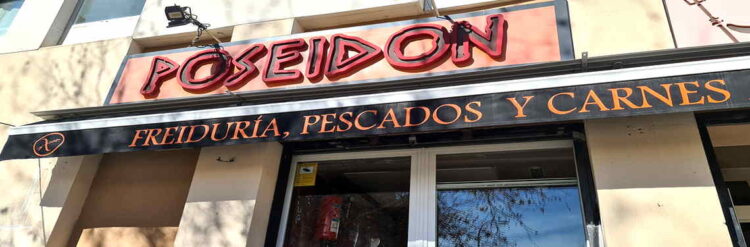 POSEIDON
FREIDURÍA, PESCADOS Y CARNES